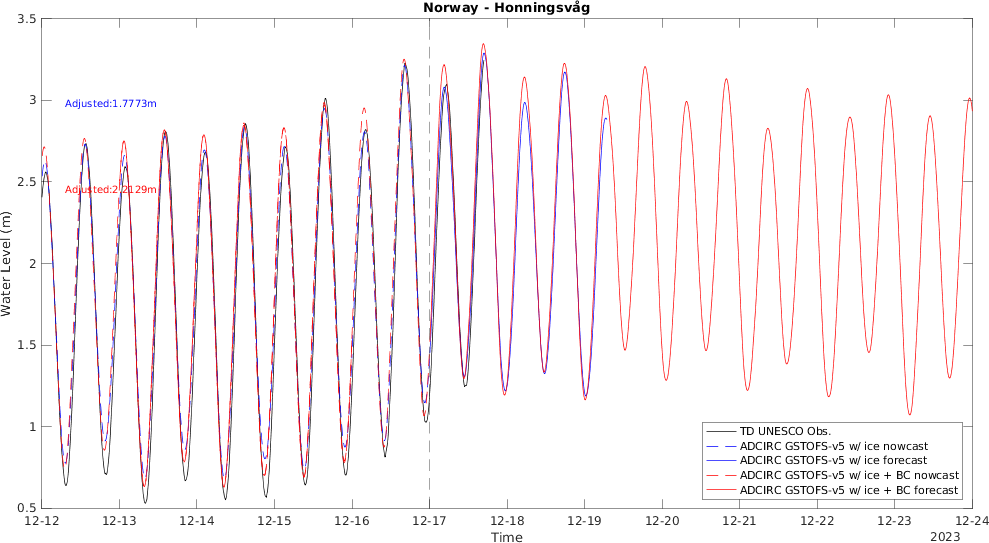 Norway - Honningsvåg
3.5
3
2.5
2
1.5
1
0.5
Water Level (m)
Adjusted:1.7773m
Adjusted:2.2129m
TD UNESCO Obs.
ADCIRC GSTOFS-v5 w/ ice nowcast
ADCIRC GSTOFS-v5 w/ ice forecast
ADCIRC GSTOFS-v5 w/ ice + BC nowcast
ADCIRC GSTOFS-v5 w/ ice + BC forecast
12-12 12-13 12-14 12-15 12-16 12-17 12-18 12-19 12-20 12-21 12-22 12-23 12-24
Time
2023